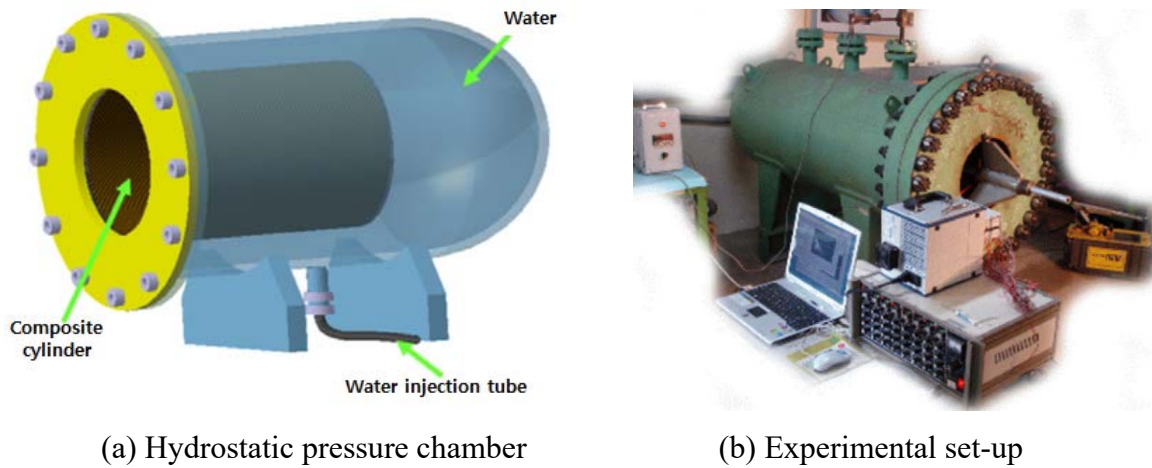 Water
Composite
cylinder
Water injection tube
(a) Hydrostatic pressure chamber
(b) Experimental set-up